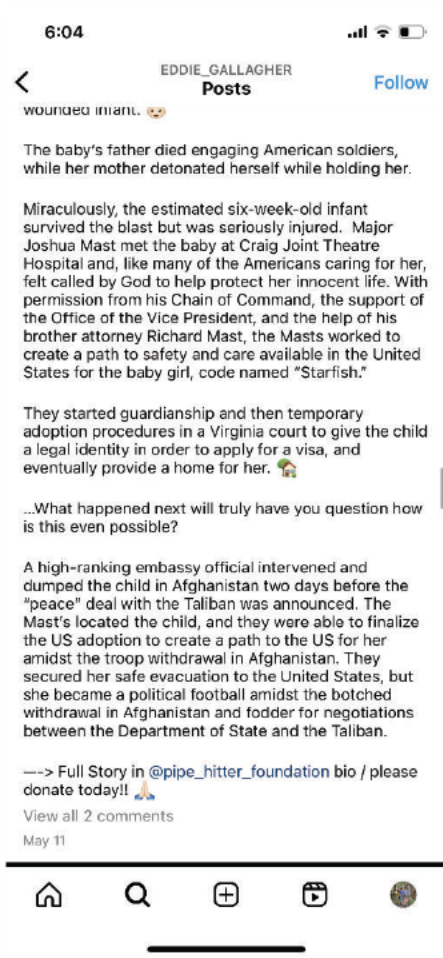 6:04
EDDIE_GALLAGHER
Posts
Follow
wounded infant. 👶🏻
The baby's father died engaging American soldiers,
while her mother detonated herself while holding her.
Miraculously, the estimated six-week-old infant
survived the blast but was seriously injured.  Major
Joshua Mast met the baby at Craig Joint Theatre
Hospital and, like many of the Americans caring for her,
felt called by God to help protect her innocent life. With
permission from his Chain of Command, the support of
the Office of the Vice President, and the help of his
brother attorney Richard Mast, the Masts worked to
create a path to safety and care available in the United
States for the baby girl, code named "Starfish."
They started guardianship and then temporary
adoption procedures in a Virginia court to give the child
a legal identity in order to apply for a visa, and
eventually provide a home for her. 🏡
...What happened next will truly have you question how
is this even possible?
A high-ranking embassy official intervened and
dumped the child in Afghanistan two days before the
"peace" deal with the Taliban was announced. The
Mast's located the child, and they were able to finalize
the US adoption to create a path to the US for her
amidst the troop withdrawal in Afghanistan. They
secured her safe evacuation to the United States, but
she became a political football amidst the botched
withdrawal in Afghanistan and fodder for negotiations
between the Department of State and the Taliban.
—-> Full Story in @pipe_hitter_foundation bio / please
donate today!! 🙏🏻
View all 2 comments
May 11